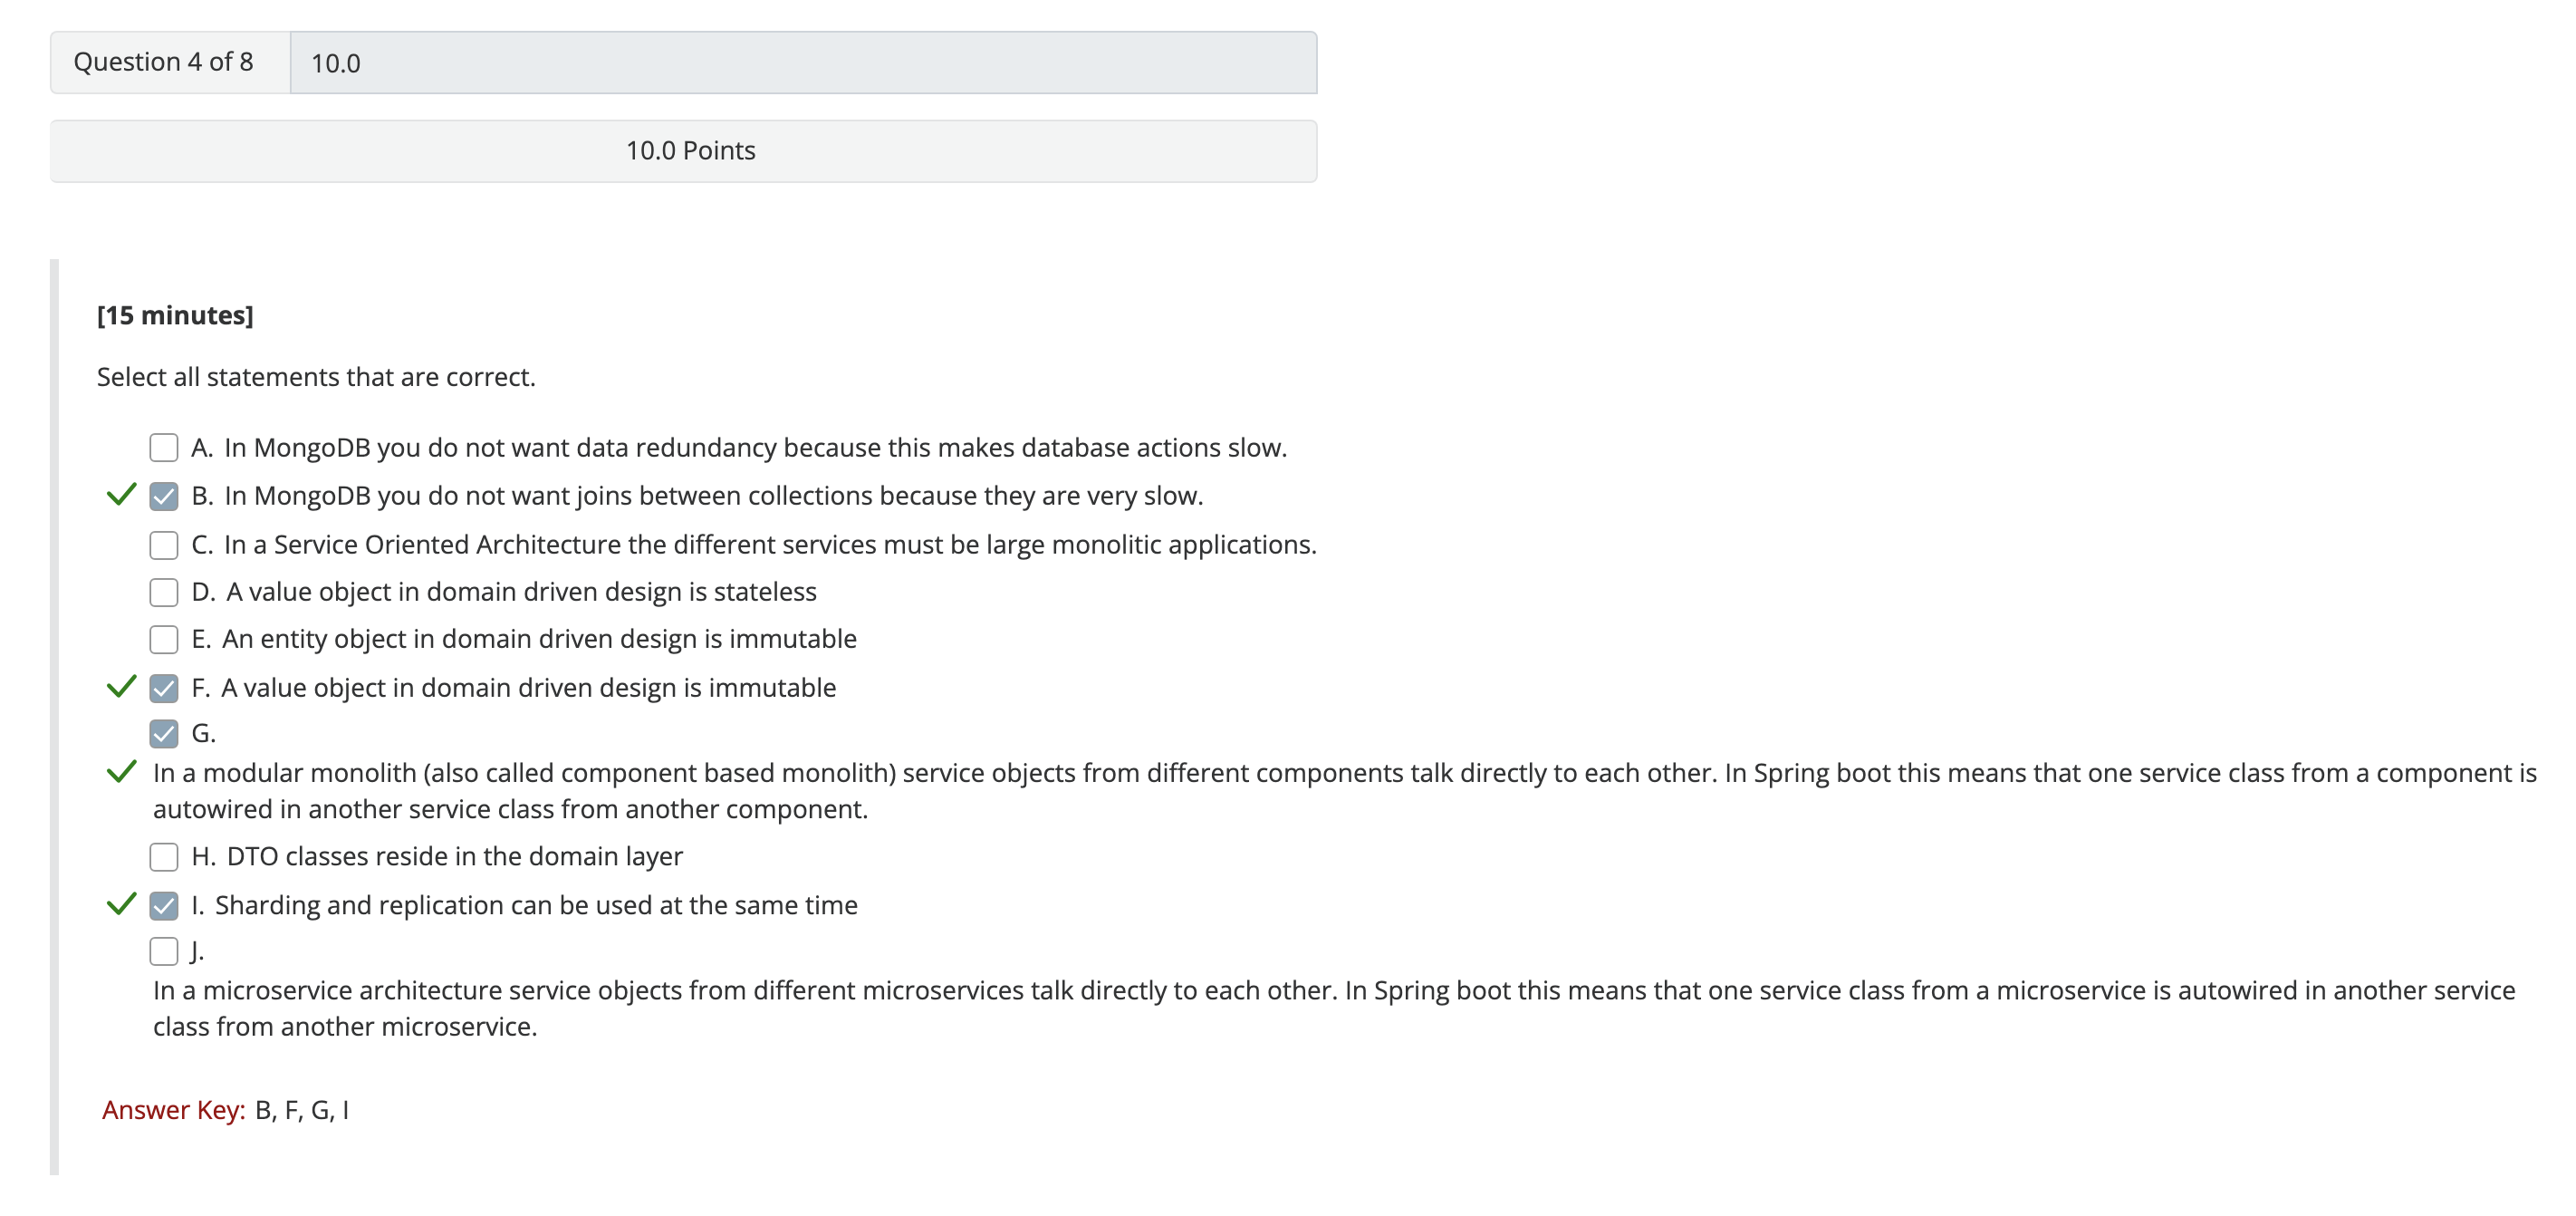 Question 4 of 8 10.0
10.0 Points
[15 minutes]
Select all statements that are correct.
A. In MongoDB you do not want data redundancy because this makes database actions slow.
B. In MongoDB you do not want joins between collections because they are very slow.
C. In a Service Oriented Architecture the different services must be large monolitic applications.
D. A value object in domain driven design is stateless
E. An entity object in domain driven design is immutable
F. A value object in domain driven design is immutable
G.
In a modular monolith (also called component based monolith) service objects from different components talk directly to each other. In Spring boot this means that one service class from a component is
autowired in another service class from another component.
H. DTO classes reside in the domain layer
I. Sharding and replication can be used at the same time
J.
In a microservice architecture service objects from different microservices talk directly to each other. In Spring boot this means that one service class from a microservice is autowired in another service
class from another microservice.
Answer Key: B, F, G, I